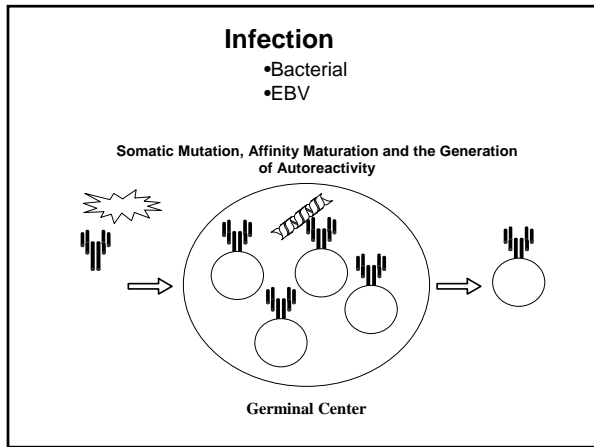 Infection
•Bacterial
•EBV
Somatic Mutation, Affinity Maturation and the Generation
of Autoreactivity
Germinal Center